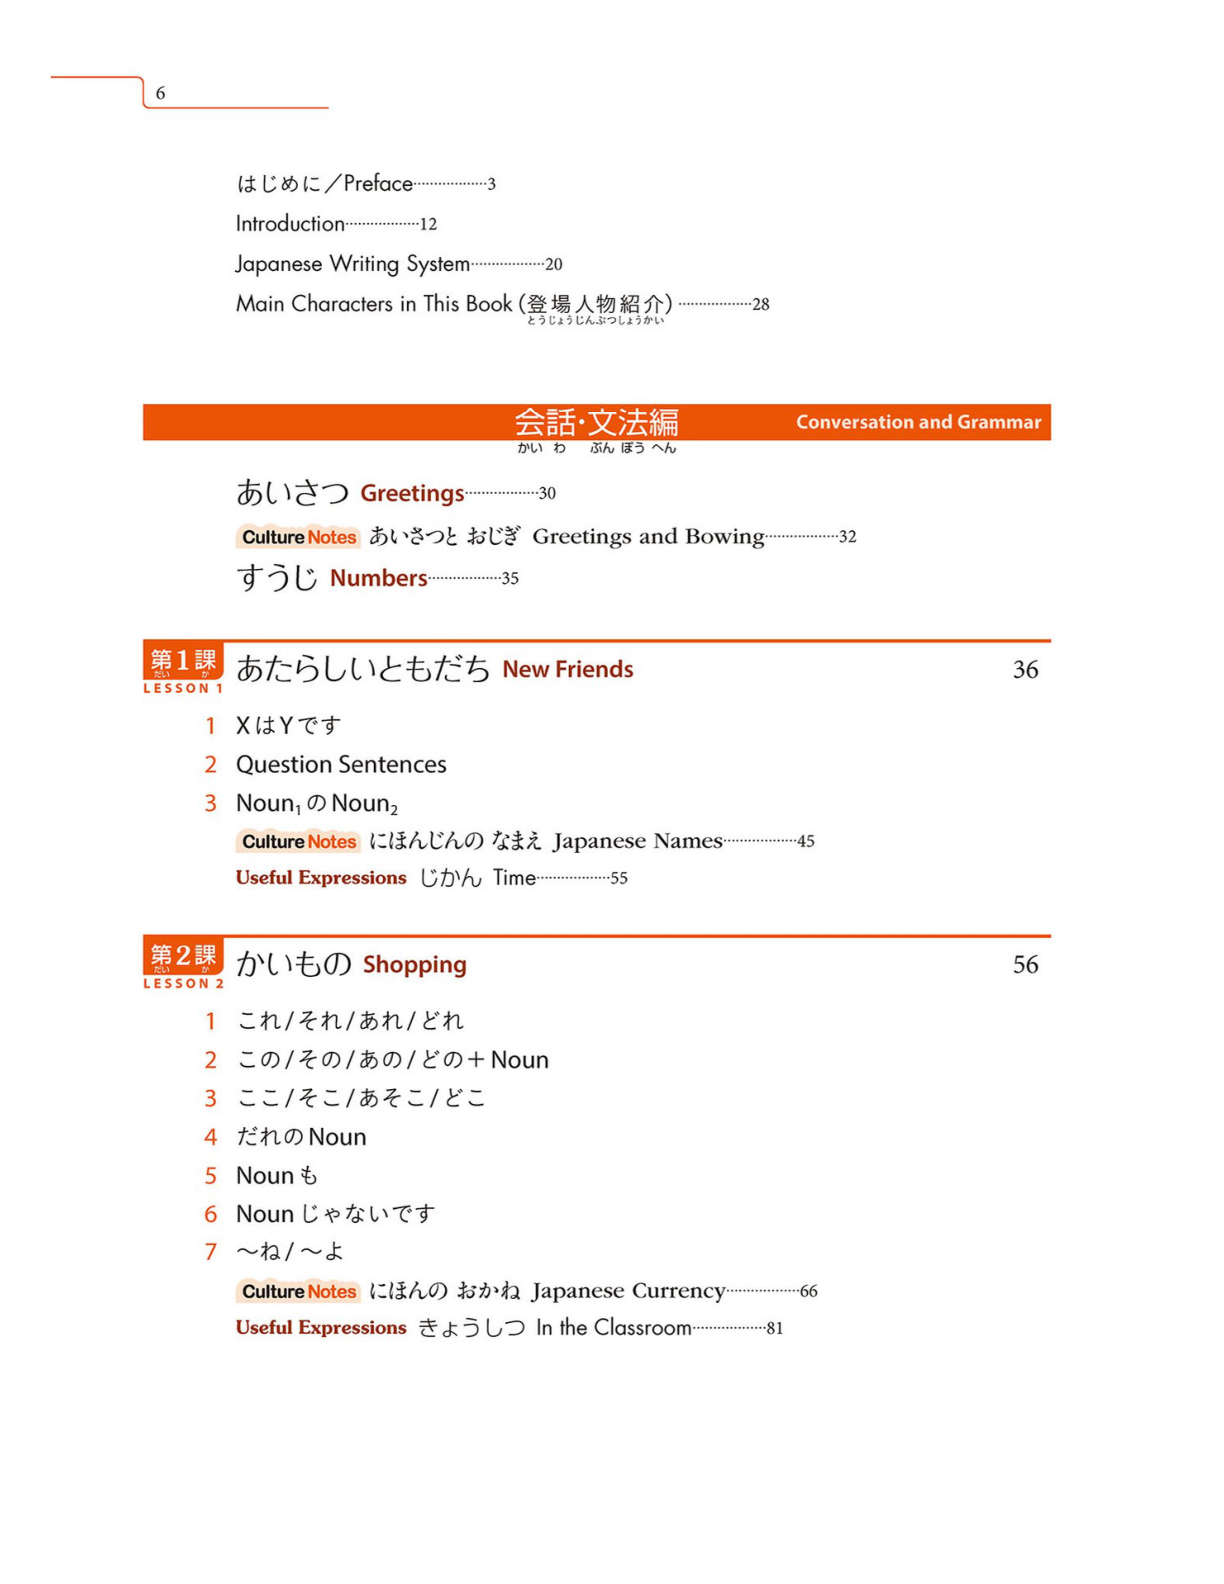 6
はじめに／Preface………………3
Introduction………………12
Japanese Writing System………………20
Main Characters in This Book (登場人物紹介) ………………28
とうじょうじんぶつしょうかい
会話・文法編 Conversation and Grammar
かい わ ぶん ぽう へん
あいさつ Greetings………………30
Culture Notes あいさつと おじぎ Greetings and Bowing………………32
すうじ Numbers………………35
第1課 あたらしいともだち New Friends 36
だい か
LESSON 1
1 XはYです
2 Question Sentences
3 Noun₁ の Noun₂
Culture Notes にほんじんの なまえ Japanese Names………………45
Useful Expressions じかん Time………………55
第2課 かいもの Shopping 56
だい か
LESSON 2
1 これ/それ/あれ/どれ
2 この/その/あの/どの＋Noun
3 ここ/そこ/あそこ/どこ
4 だれの Noun
5 Noun も
6 Noun じゃないです
7 〜ね/〜よ
Culture Notes にほんの おかね Japanese Currency………………66
Useful Expressions きょうしつ In the Classroom………………81